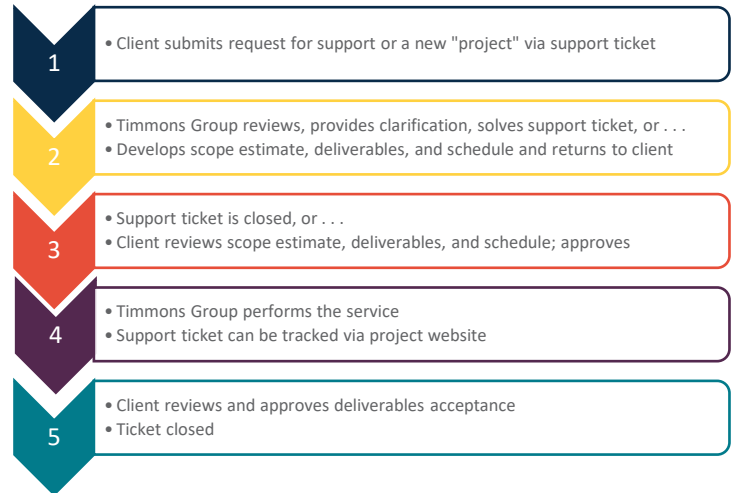 1
• Client submits request for support or a new "project" via support ticket
2
• Timmons Group reviews, provides clarification, solves support ticket, or . . .
• Develops scope estimate, deliverables, and schedule and returns to client
3
• Support ticket is closed, or . . .
• Client reviews scope estimate, deliverables, and schedule; approves
4
• Timmons Group performs the service
• Support ticket can be tracked via project website
5
• Client reviews and approves deliverables acceptance
• Ticket closed